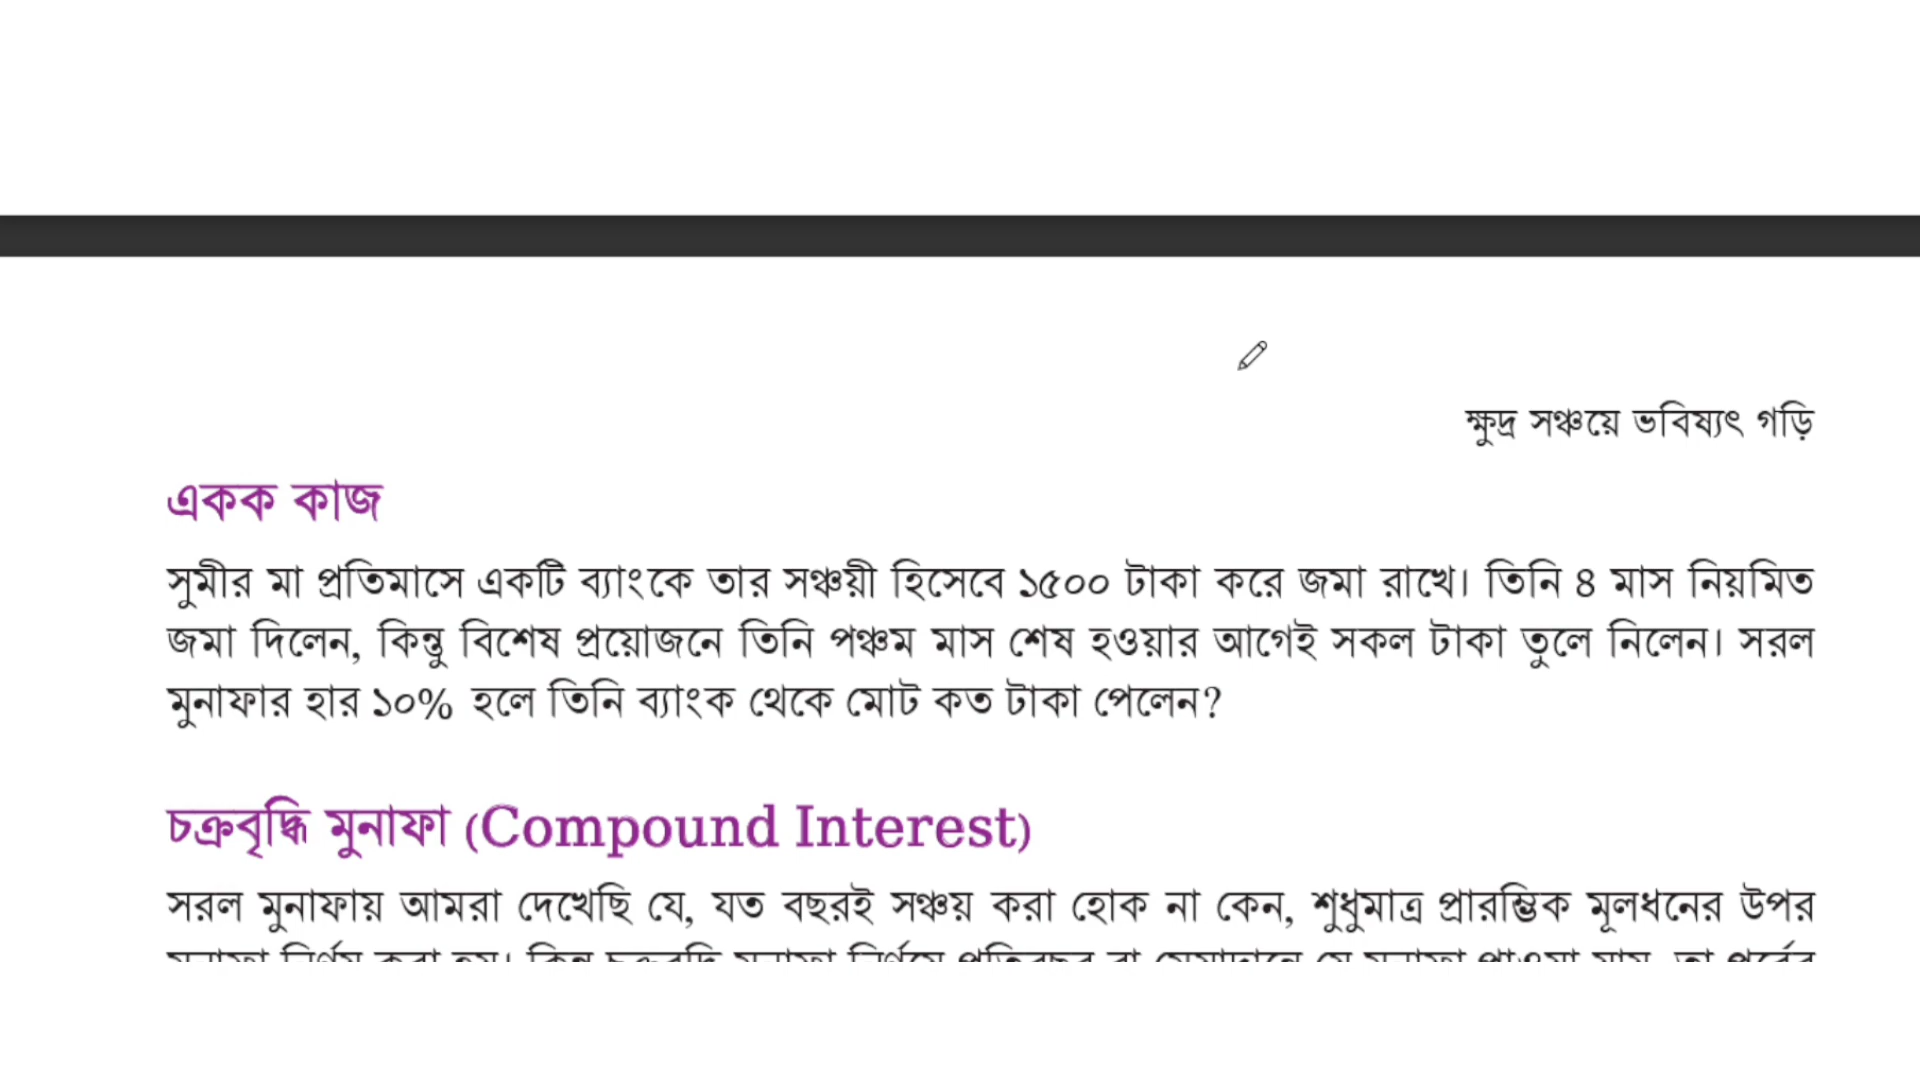 ক্ষুদ্র সঞ্চয়ে ভবিষ্যৎ গড়ি
একক কাজ
সুমীর মা প্রতিমাসে একটি ব্যাংকে তার সঞ্চয়ী হিসেবে ১৫০০ টাকা করে জমা রাখে। তিনি ৪ মাস নিয়মিত
জমা দিলেন, কিন্তু বিশেষ প্রয়োজনে তিনি পঞ্চম মাস শেষ হওয়ার আগেই সকল টাকা তুলে নিলেন। সরল
মুনাফার হার ১০% হলে তিনি ব্যাংক থেকে মোট কত টাকা পেলেন?
চক্রবৃদ্ধি মুনাফা (Compound Interest)
সরল মুনাফায় আমরা দেখেছি যে, যত বছরই সঞ্চয় করা হোক না কেন, শুধুমাত্র প্রারম্ভিক মূলধনের উপর